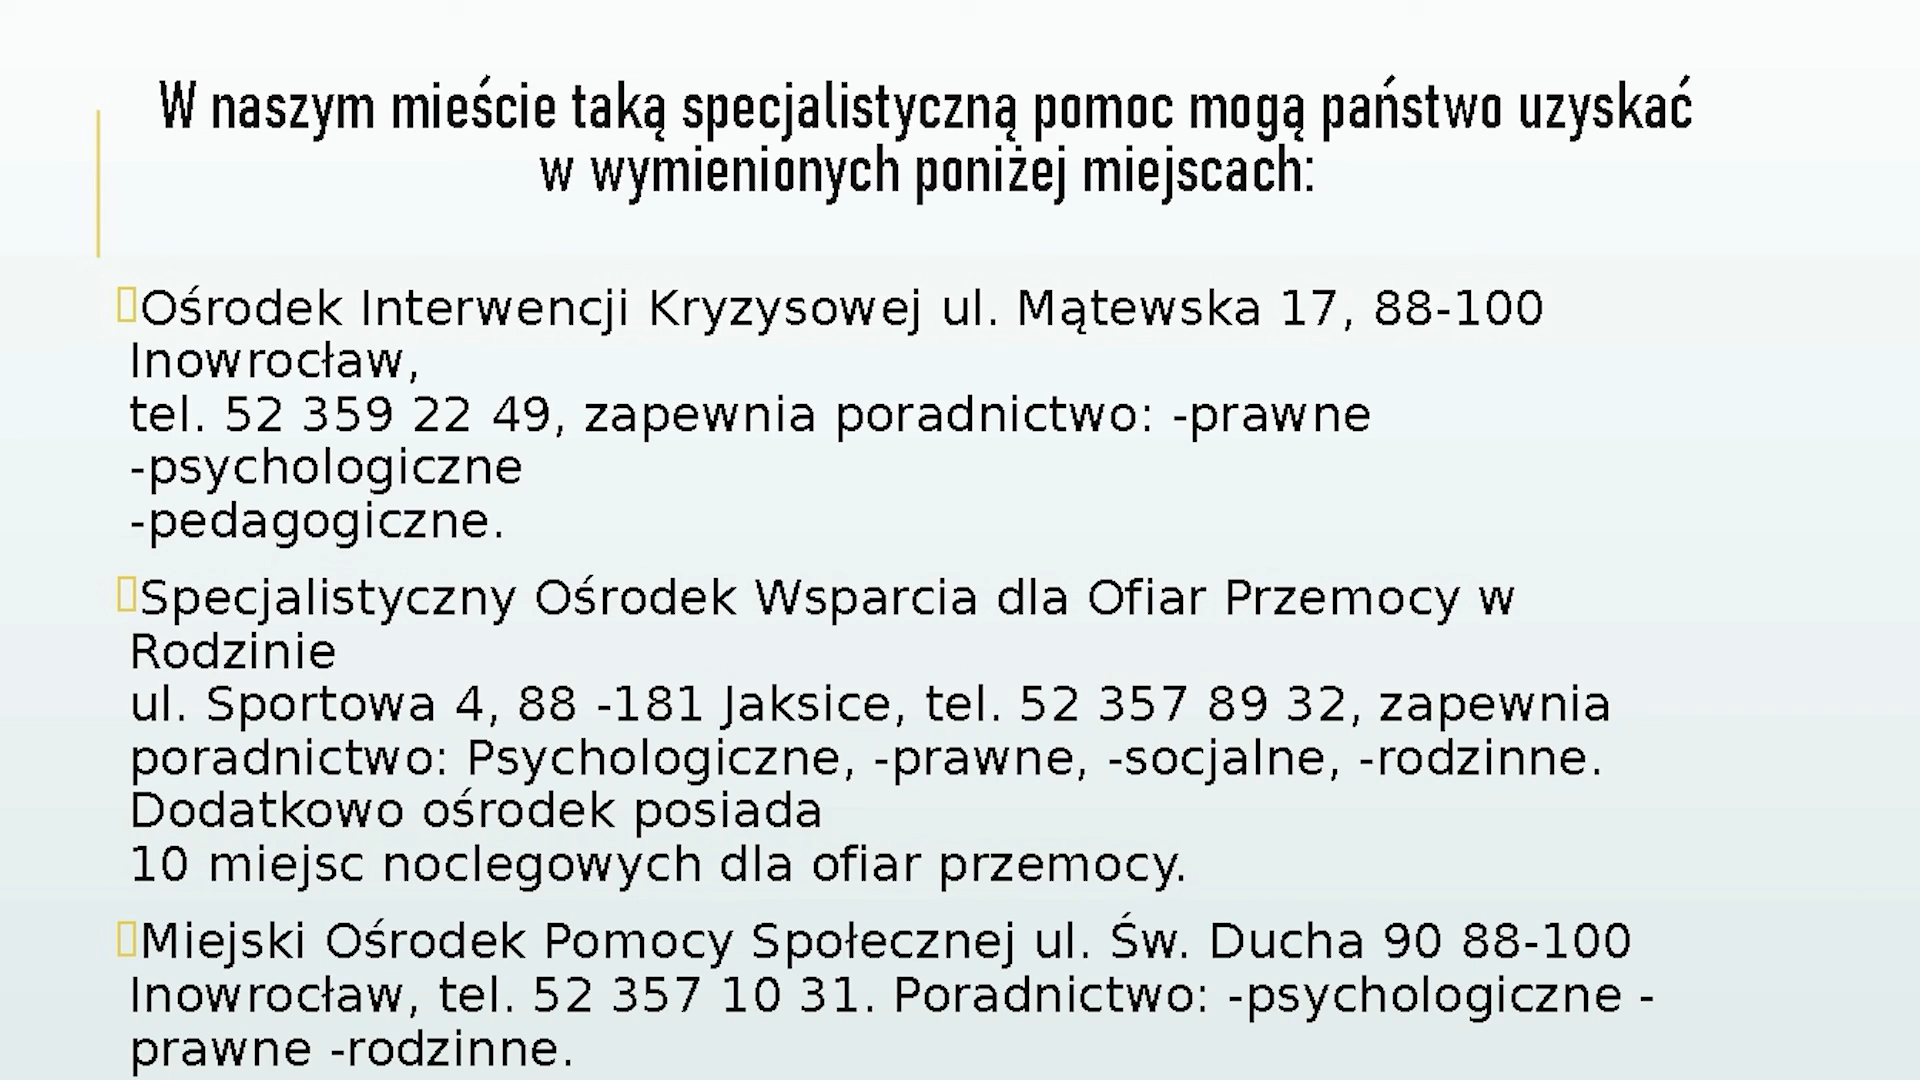 W naszym mieście taką specjalistyczną pomoc mogą państwo uzyskać
w wymienionych poniżej miejscach:
Ośrodek Interwencji Kryzysowej ul. Mątewska 17, 88-100
Inowrocław,
tel. 52 359 22 49, zapewnia poradnictwo: -prawne
-psychologiczne
-pedagogiczne.
Specjalistyczny Ośrodek Wsparcia dla Ofiar Przemocy w
Rodzinie
ul. Sportowa 4, 88 -181 Jaksice, tel. 52 357 89 32, zapewnia
poradnictwo: Psychologiczne, -prawne, -socjalne, -rodzinne.
Dodatkowo ośrodek posiada
10 miejsc noclegowych dla ofiar przemocy.
Miejski Ośrodek Pomocy Społecznej ul. Św. Ducha 90 88-100
Inowrocław, tel. 52 357 10 31. Poradnictwo: -psychologiczne -
prawne -rodzinne.